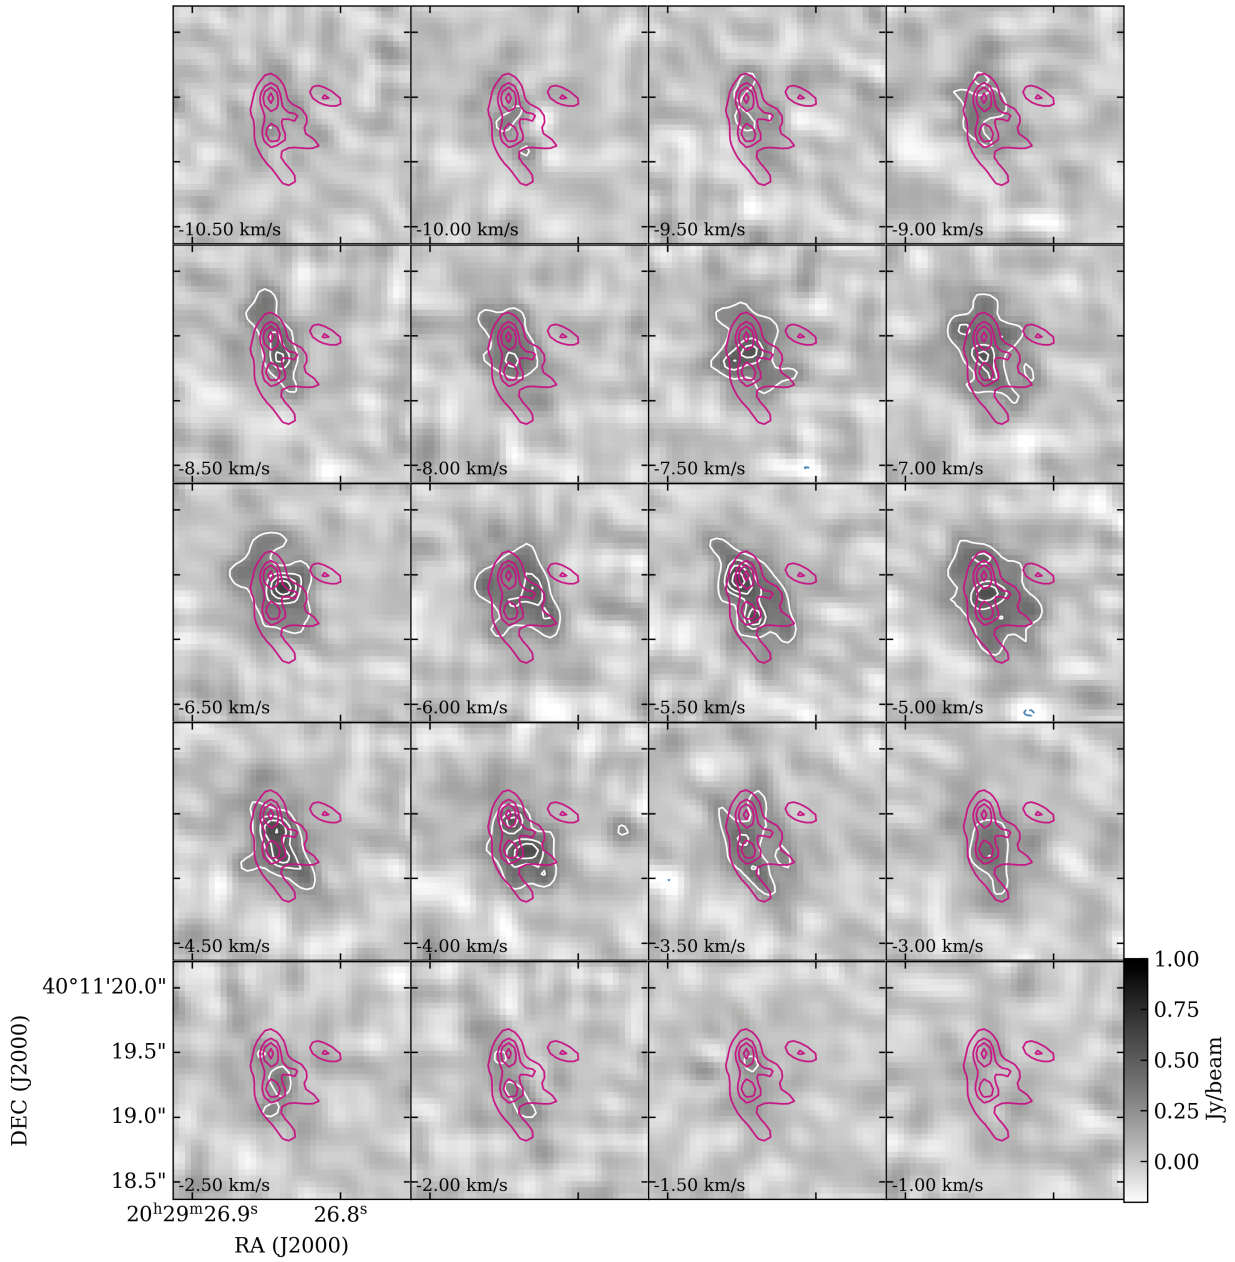 -10.50 km/s
-10.00 km/s
-9.50 km/s
-9.00 km/s
-8.50 km/s
-8.00 km/s
-7.50 km/s
-7.00 km/s
-6.50 km/s
-6.00 km/s
-5.50 km/s
-5.00 km/s
-4.50 km/s
-4.00 km/s
-3.50 km/s
-3.00 km/s
-2.50 km/s
-2.00 km/s
-1.50 km/s
-1.00 km/s
40°11'20.0"
19.5"
19.0"
18.5"
DEC (J2000)
20ʰ29ᵐ26.9ˢ
26.8ˢ
RA (J2000)
1.00
0.75
0.50
0.25
0.00
Jy/beam